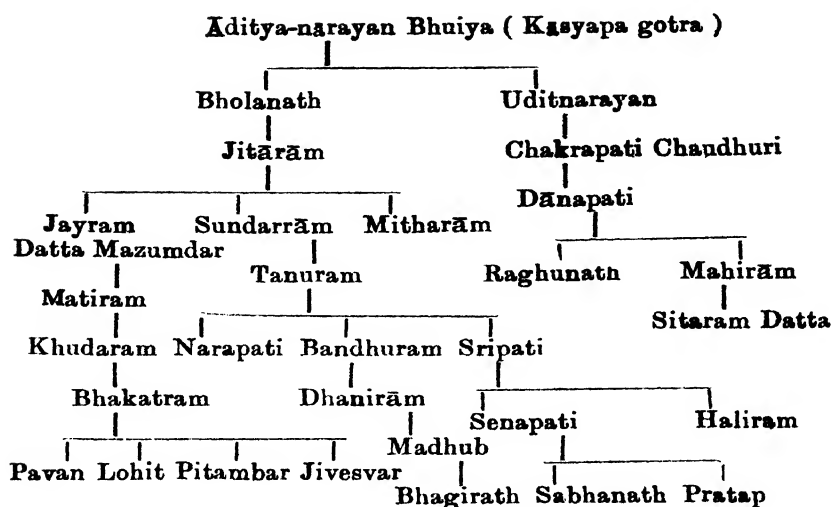 Aditya-narayan Bhuiya ( Kasyapa gotra )
Bholanath Uditnarayan
Jitārām Chakrapati Chaudhuri
Dānapati
Jayram Sundarrām Mitharām
Datta Mazumdar Raghunath Mahirām
Tanuram
Matiram Sitaram Datta
Khudaram Narapati Bandhuram Sripati
Bhakatram Dhanirām Senapati Haliram
Madhub
Pavan Lohit Pitambar Jivesvar
Bhagirath Sabhanath Pratap